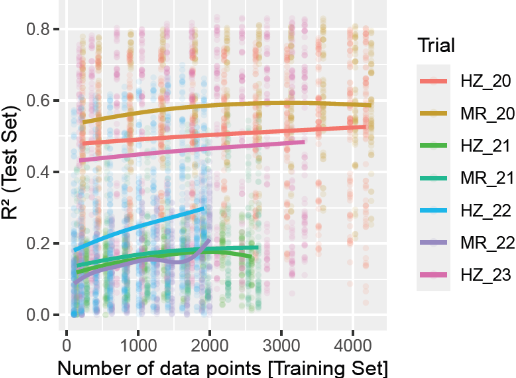 R² (Test Set)
0.8
0.6
0.4
0.2
0.0
0 1000 2000 3000 4000
Number of data points [Training Set]
Trial
HZ_20
MR_20
HZ_21
MR_21
HZ_22
MR_22
HZ_23